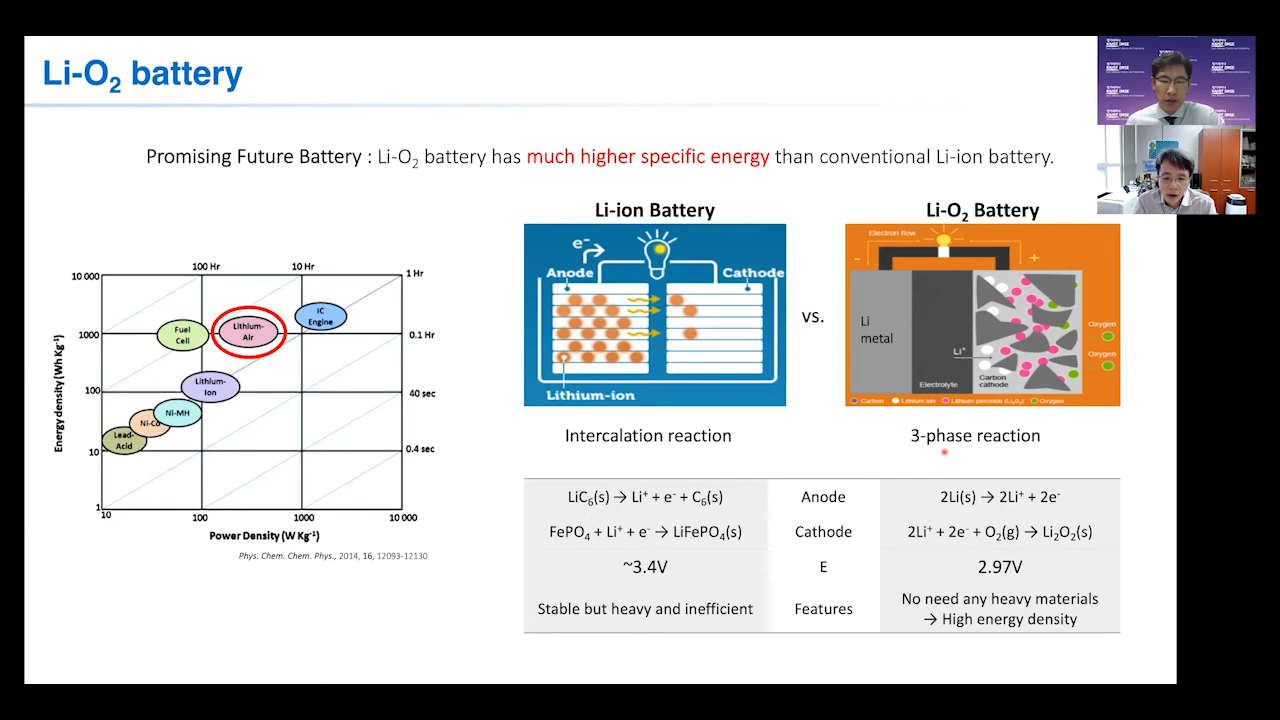 Li-O₂ battery
Promising Future Battery : Li-O₂ battery has much higher specific energy than conventional Li-ion battery.
100 Hr
10 Hr
1 Hr
10 000
1000
0.1 Hr
100
40 sec
10
0.4 sec
1
10
100
1000
10 000
Energy density (Wh Kg⁻¹)
Power Density (W Kg⁻¹)
Fuel
Cell
Lithium-
Air
IC
Engine
Lithium-
Ion
Ni-MH
Ni-Cd
Lead-
Acid
Phys. Chem. Chem. Phys., 2014, 16, 12093-12130
Li-ion Battery
e⁻
Anode
Cathode
Lithium-ion
Intercalation reaction
vs.
Li-O₂ Battery
Electron flow
-
+
Li
metal
Li⁺
Electrolyte
Carbon
cathode
Oxygen
Oxygen
Carbon Lithium ion Lithium peroxide (Li₂O₂) Oxygen
3-phase reaction
LiC₆(s) → Li⁺ + e⁻ + C₆(s) Anode 2Li(s) → 2Li⁺ + 2e⁻
FePO₄ + Li⁺ + e⁻ → LiFePO₄(s) Cathode 2Li⁺ + 2e⁻ + O₂(g) → Li₂O₂(s)
~3.4V E 2.97V
Stable but heavy and inefficient Features No need any heavy materials
→ High energy density
KAIST DMSE